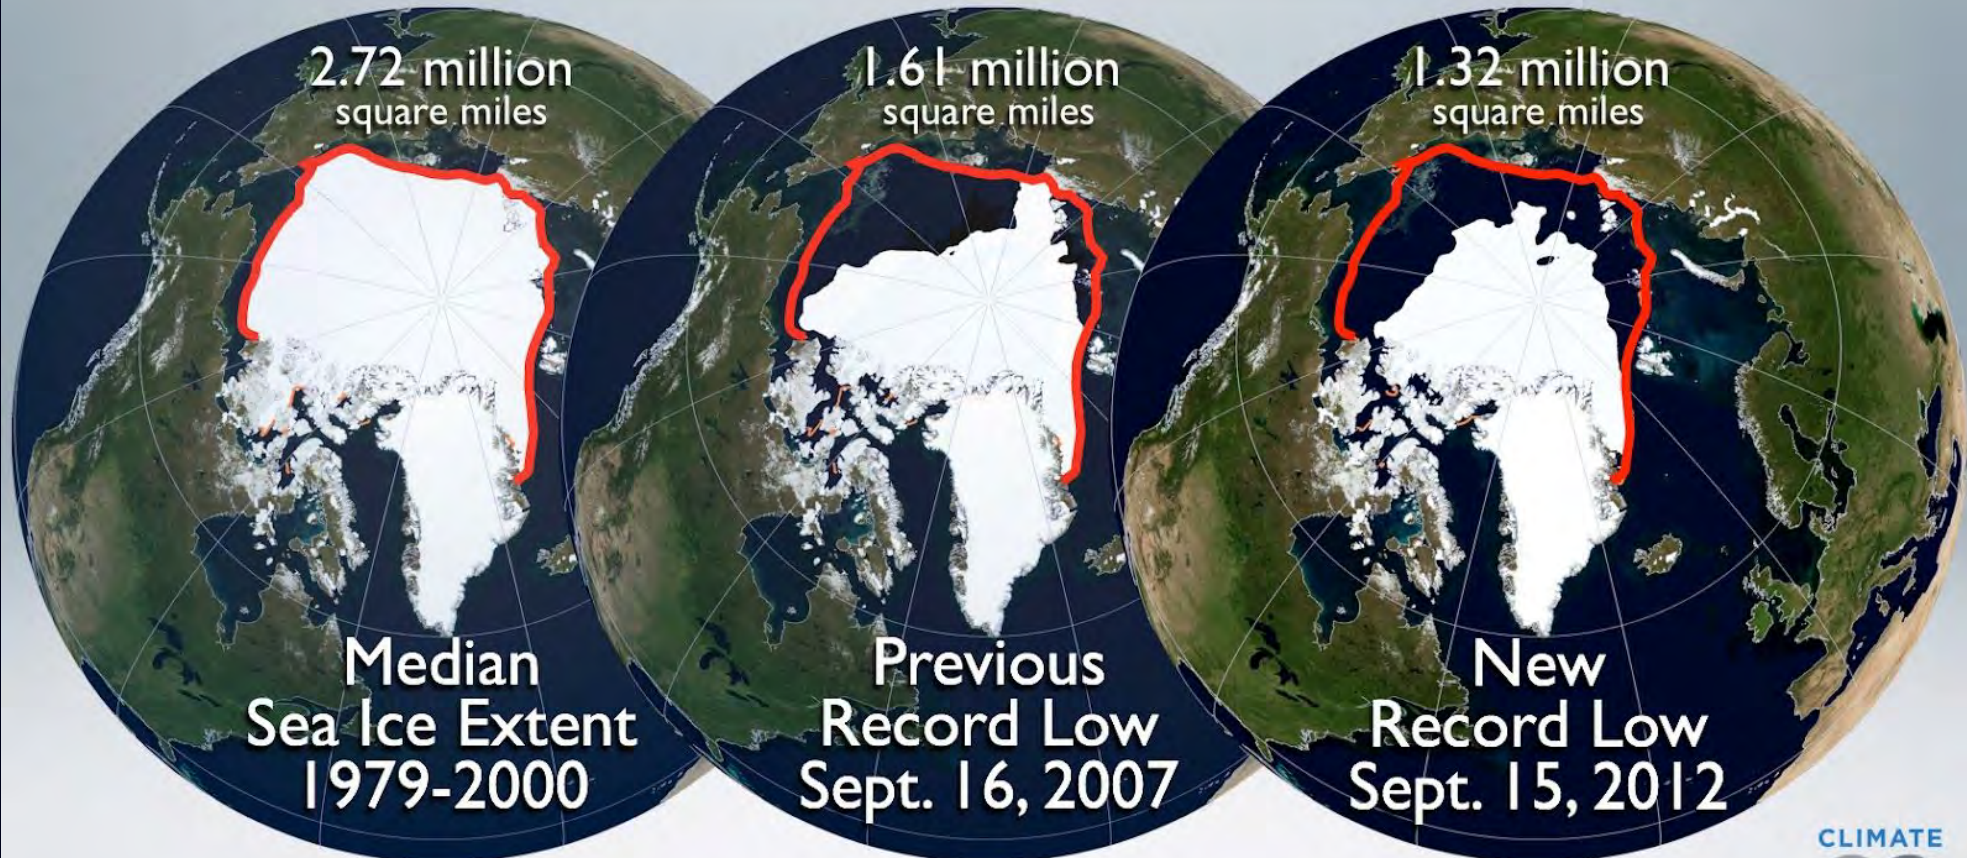 2.72 million
square miles
Median
Sea Ice Extent
1979-2000
1.61 million
square miles
Previous
Record Low
Sept. 16, 2007
1.32 million
square miles
New
Record Low
Sept. 15, 2012
CLIMATE